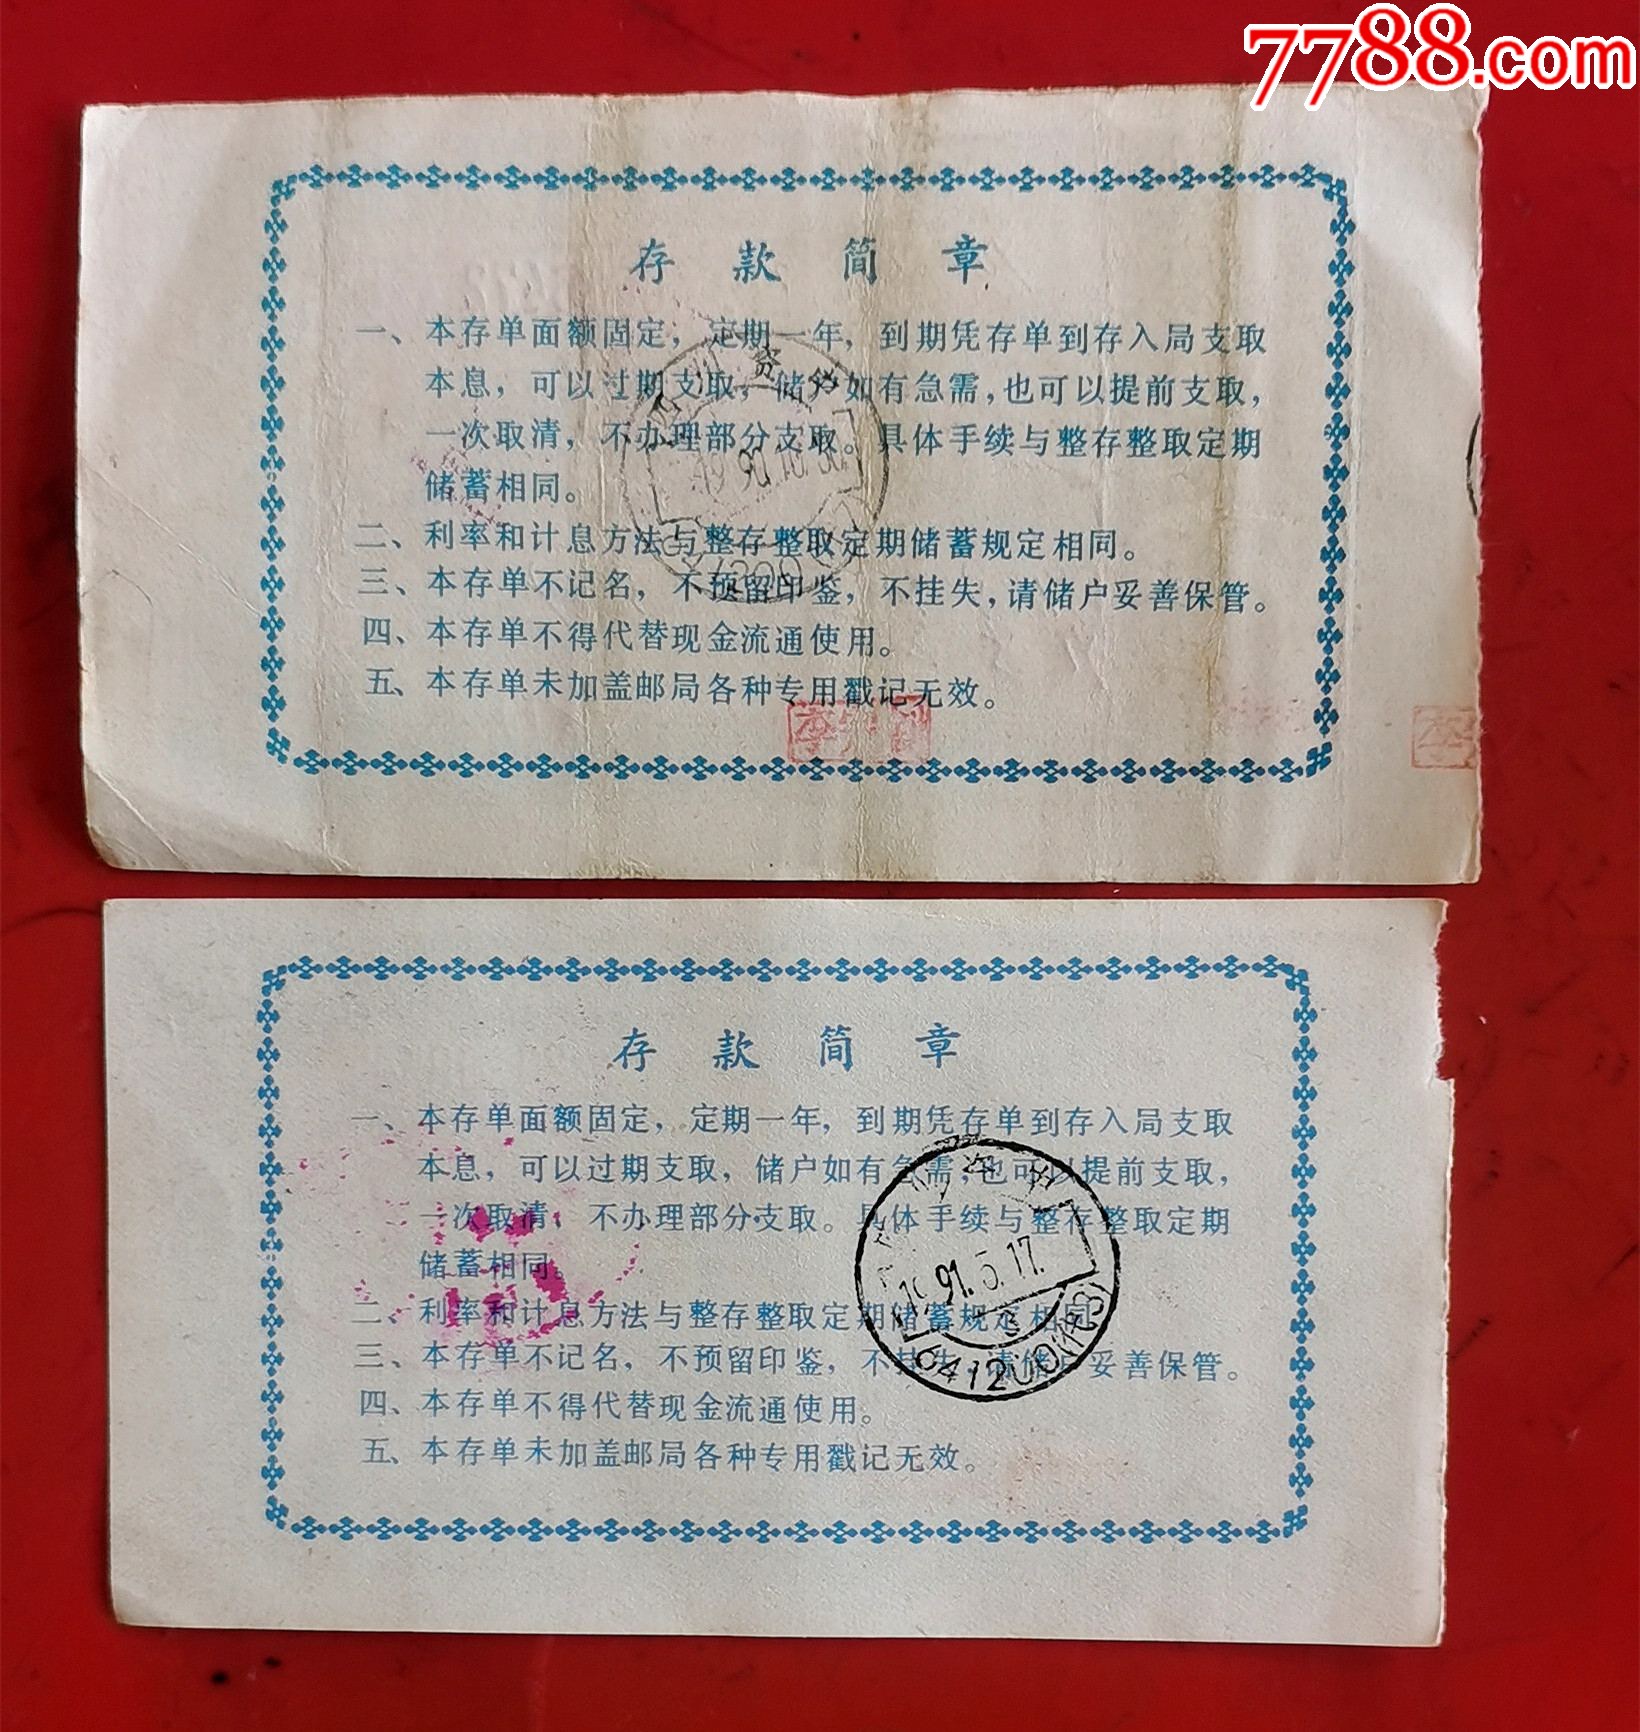 7788.com
存款简章
一、本存单面额固定，定期一年，到期凭存单到存入局支取
本息，可以过期支取，储户如有急需，也可以提前支取，
一次取清，不办理部分支取。具体手续与整存整取定期
储蓄相同。
二、利率和计息方法与整存整取定期储蓄规定相同。
三、本存单不记名，不预留印鉴，不挂失，请储户妥善保管。
四、本存单不得代替现金流通使用。
五、本存单未加盖邮局各种专用戳记无效。
资
1990.10.30
李
李
存款简章
一、本存单面额固定，定期一年，到期凭存单到存入局支取
本息，可以过期支取，储户如有急需，也可以提前支取，
一次取清，不办理部分支取。具体手续与整存整取定期
储蓄相同。
二、利率和计息方法与整存整取定期储蓄规定相同
三、本存单不记名，不预留印鉴，不挂失，请储户妥善保管。
四、本存单不得代替现金流通使用。
五、本存单未加盖邮局各种专用戳记无效。
1991.5.17.
3